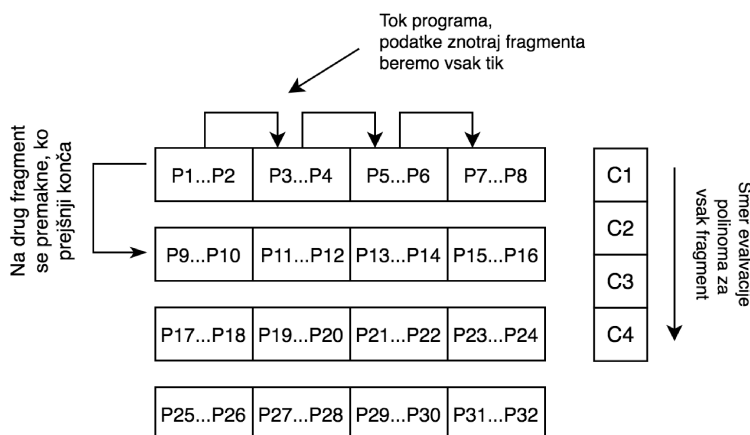 Tok programa,
podatke znotraj fragmenta
beremo vsak tik
Na drug fragment
se premakne, ko
prejšnji konča
P1...P2 P3...P4 P5...P6 P7...P8
P9...P10 P11...P12 P13...P14 P15...P16
P17...P18 P19...P20 P21...P22 P23...P24
P25...P26 P27...P28 P29...P30 P31...P32
C1
C2
C3
C4
Smer evalvacije
polinoma za
vsak fragment